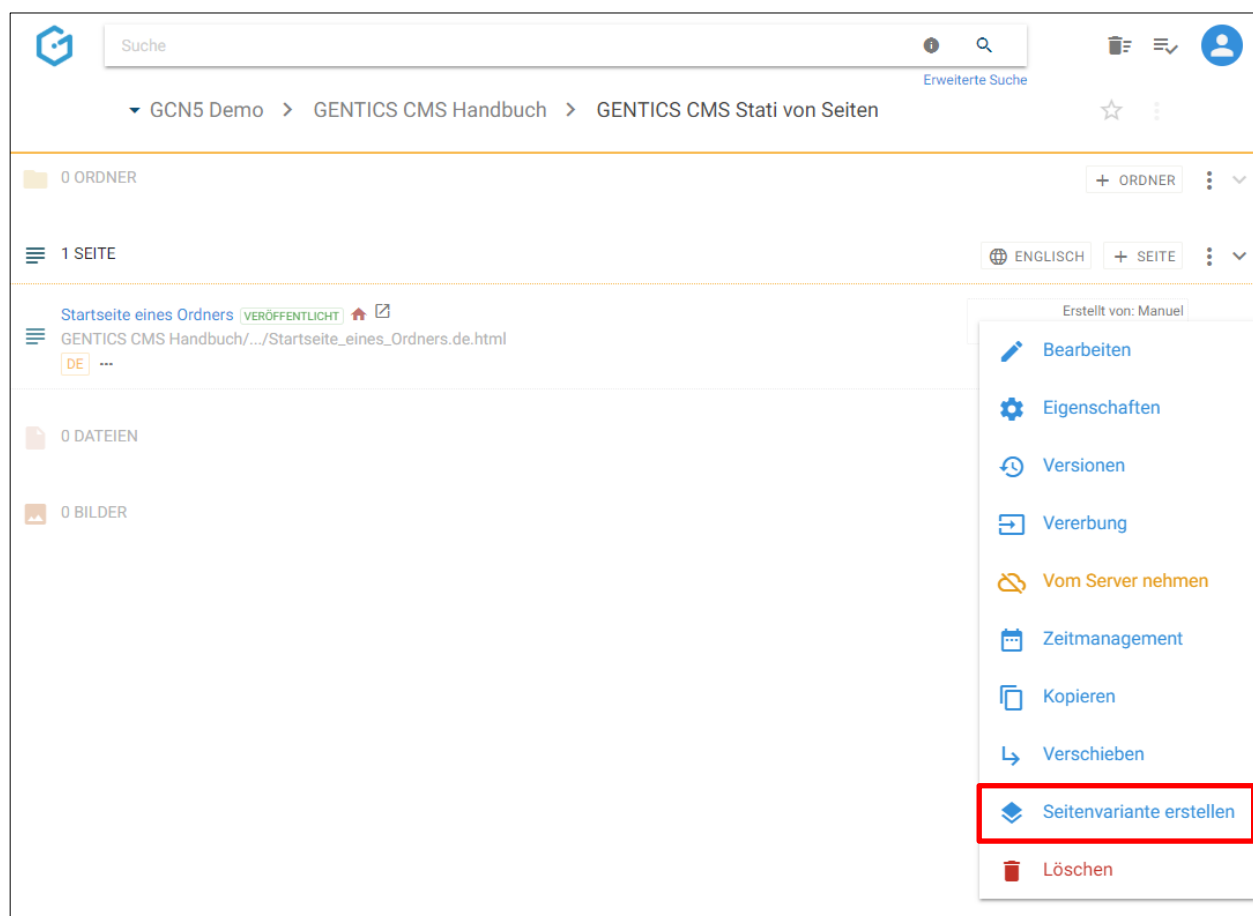 Suche
Erweiterte Suche
GCN5 Demo > GENTICS CMS Handbuch > GENTICS CMS Stati von Seiten
0 ORDNER
+ ORDNER
1 SEITE
ENGLISCH
+ SEITE
Startseite eines Ordners VERÖFFENTLICHT
Erstellt von: Manuel
GENTICS CMS Handbuch/.../Startseite_eines_Ordners.de.html
DE ...
0 DATEIEN
0 BILDER
Bearbeiten
Eigenschaften
Versionen
Vererbung
Vom Server nehmen
Zeitmanagement
Kopieren
Verschieben
Seitenvariante erstellen
Löschen